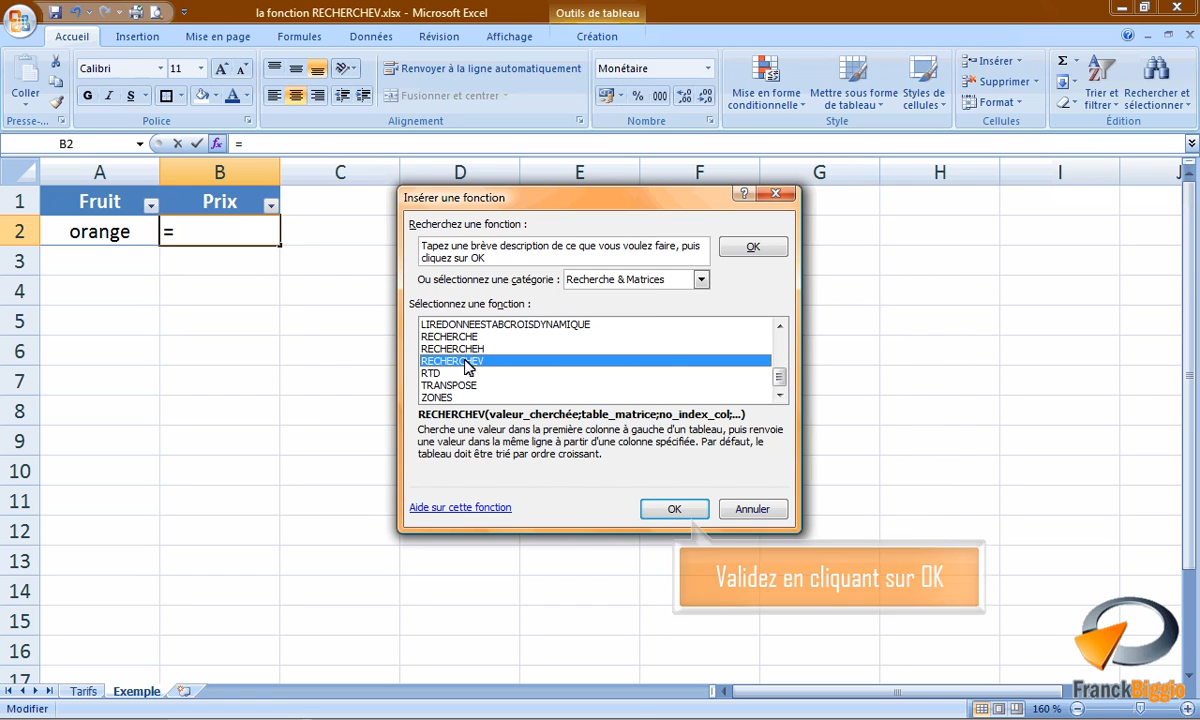 la fonction RECHERCHEV.xlsx - Microsoft Excel
Outils de tableau
Accueil
Insertion
Mise en page
Formules
Données
Révision
Affichage
Création
Coller
Presse-...
Calibri
11
G I S
Police
Renvoyer à la ligne automatiquement
Fusionner et centrer
Alignement
Monétaire
% 000
Nombre
Mise en forme
conditionnelle
Mettre sous forme
de tableau
Styles de
cellules
Style
Insérer
Supprimer
Format
Cellules
Trier et
filtrer
Rechercher et
sélectionner
Édition
B2
fx
=
A B C D E F G H I J
1 Fruit Prix
2 orange =
3
4
5
6
7
8
9
10
11
12
13
14
15
16
17
Insérer une fonction
Recherchez une fonction :
Tapez une brève description de ce que vous voulez faire, puis
cliquez sur OK
OK
Ou sélectionnez une catégorie :
Recherche & Matrices
Sélectionnez une fonction :
LIREDONNEESTABCROISDYNAMIQUE
RECHERCHE
RECHERCHEH
RECHERCHEV
RTD
TRANSPOSE
ZONES
RECHERCHEV(valeur_cherchée;table_matrice;no_index_col;...)
Cherche une valeur dans la première colonne à gauche d'un tableau, puis renvoie
une valeur dans la même ligne à partir d'une colonne spécifiée. Par défaut, le
tableau doit être trié par ordre croissant.
Aide sur cette fonction
OK
Annuler
Validez en cliquant sur OK
FranckBiggio
Tarifs
Exemple
Modifier
160 %